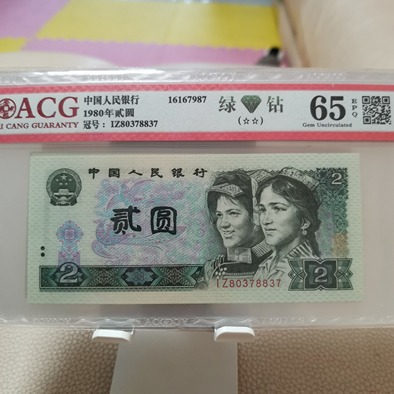 ACG
I CANG GUARANTY
中国人民银行 16167987
1980年贰圆
冠号: IZ80378837
绿 钻
(☆☆)
65 EPQ
Gem Uncirculated
中国人民银行
2
贰圆
2
2
IZ80378837